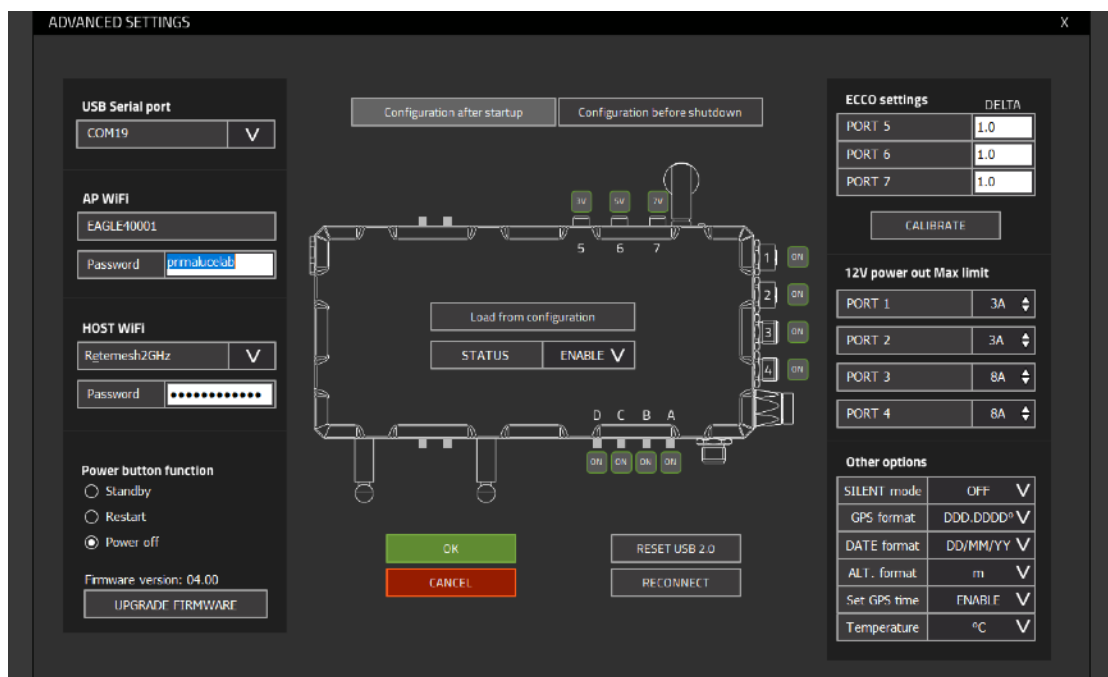 ADVANCED SETTINGS X
USB Serial port
COM19 V
AP WiFi
EAGLE40001
Password primalucelab
HOST WiFi
Retemesh2GHz V
Password ••••••••••••
Power button function
Standby
Restart
Power off
Firmware version: 04.00
UPGRADE FIRMWARE
Configuration after startup Configuration before shutdown
3V 5V 7V
5 6 7
1 ON
2 ON
3 ON
4 ON
Load from configuration
STATUS ENABLE V
D C B A
ON ON ON ON
OK RESET USB 2.0
CANCEL RECONNECT
ECCO settings DELTA
PORT 5 1.0
PORT 6 1.0
PORT 7 1.0
CALIBRATE
12V power out Max limit
PORT 1 3A
PORT 2 3A
PORT 3 8A
PORT 4 8A
Other options
SILENT mode OFF V
GPS format DDD.DDDD° V
DATE format DD/MM/YY V
ALT. format m V
Set GPS time ENABLE V
Temperature °C V